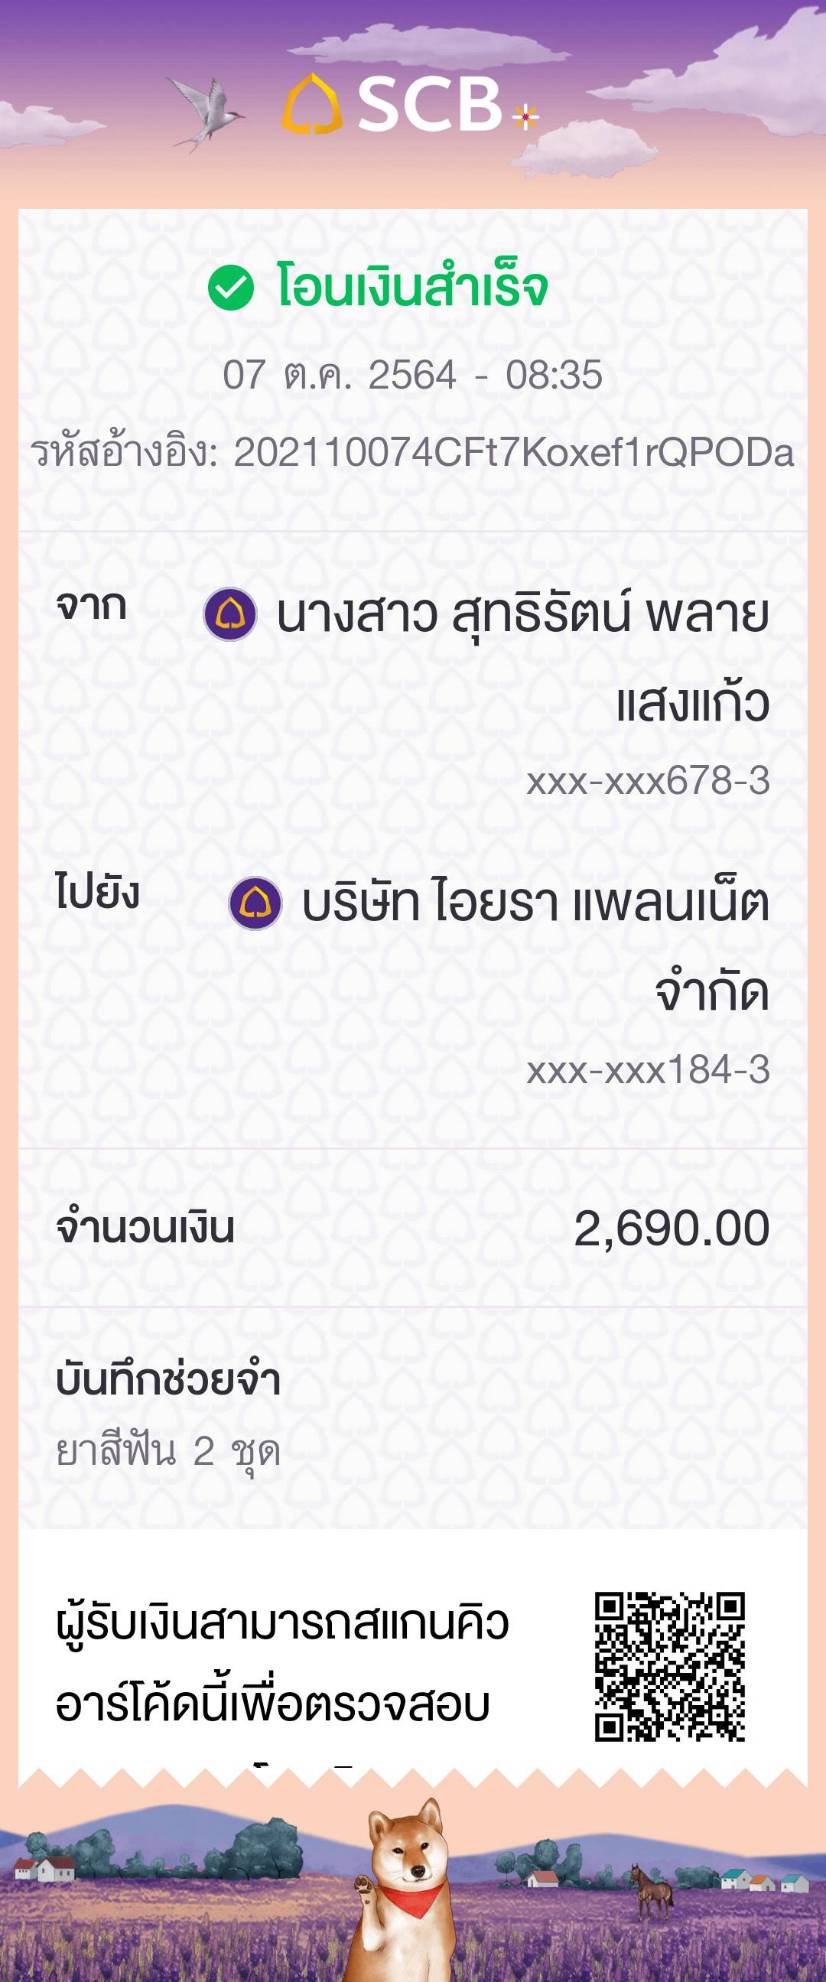 SCB
โอนเงินสำเร็จ
07 ต.ค. 2564 - 08:35
รหัสอ้างอิง: 202110074CFt7Koxef1rQPODa
จาก นางสาว สุทธิรัตน์ พลาย
แสงแก้ว
xxx-xxx678-3
ไปยัง บริษัท ไอยรา แพลนเน็ต
จำกัด
xxx-xxx184-3
จำนวนเงิน 2,690.00
บันทึกช่วยจำ
ยาสีฟัน 2 ชุด
ผู้รับเงินสามารถสแกนคิว
อาร์โค้ดนี้เพื่อตรวจสอบ